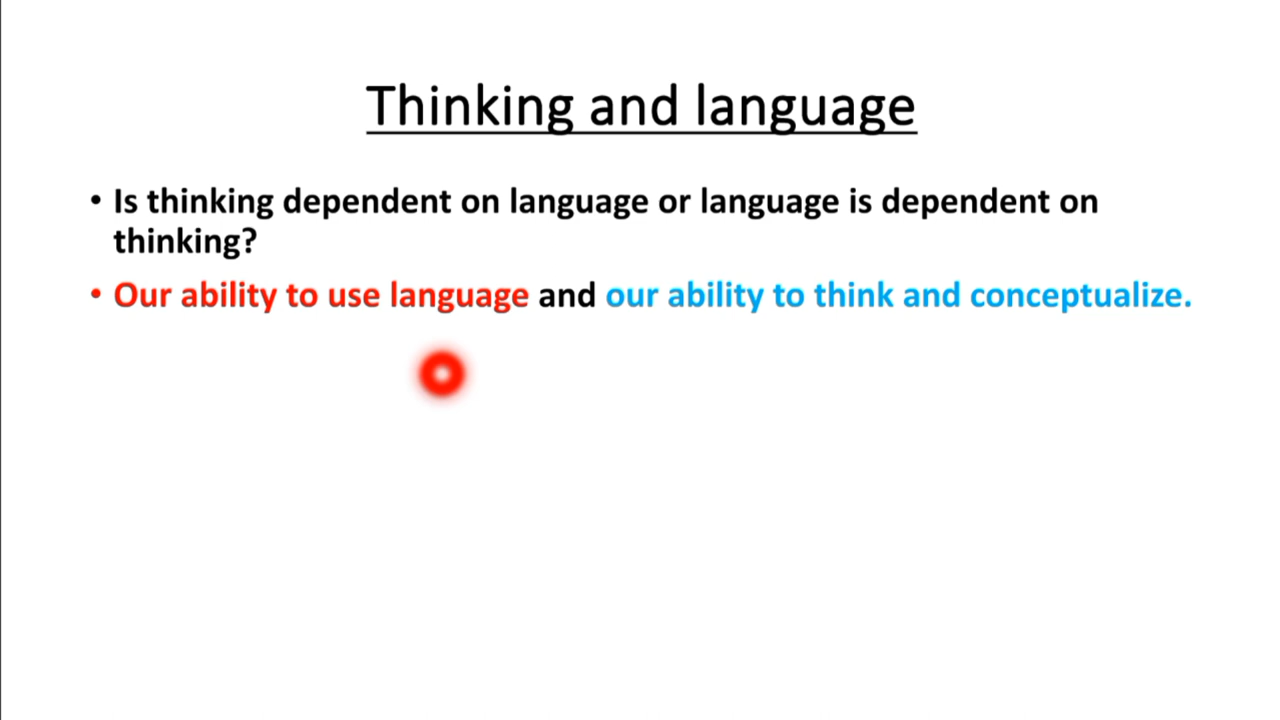 Thinking and language
• Is thinking dependent on language or language is dependent on
thinking?
• Our ability to use language and our ability to think and conceptualize.